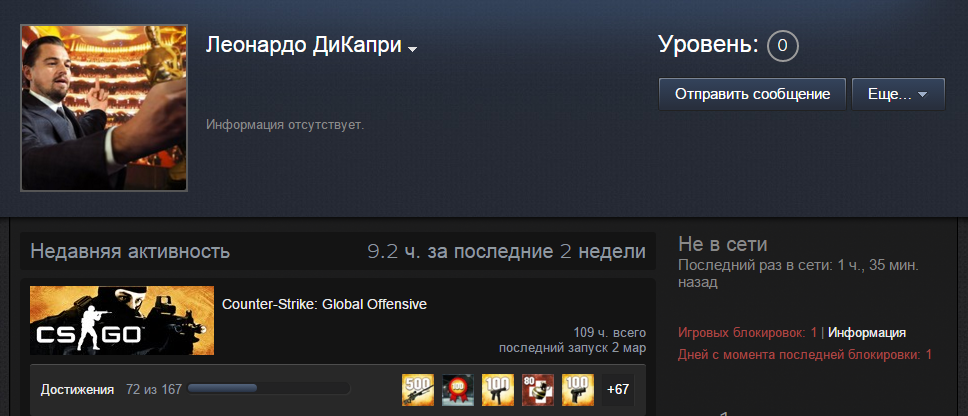 Леонардо ДиКапри
Уровень: 0
Отправить сообщение
Еще...
Информация отсутствует.
Недавняя активность
9.2 ч. за последние 2 недели
Не в сети
Последний раз в сети: 1 ч., 35 мин.
назад
CS GO
Counter-Strike: Global Offensive
109 ч. всего
последний запуск 2 мар
Игровых блокировок: 1 | Информация
Дней с момента последней блокировки: 1
Достижения 72 из 167
500
100
100
80
100
+67